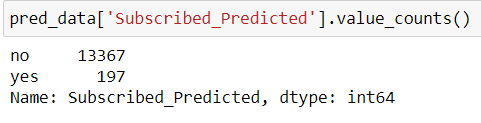 pred_data['Subscribed_Predicted'].value_counts()
no     13367
yes      197
Name: Subscribed_Predicted, dtype: int64